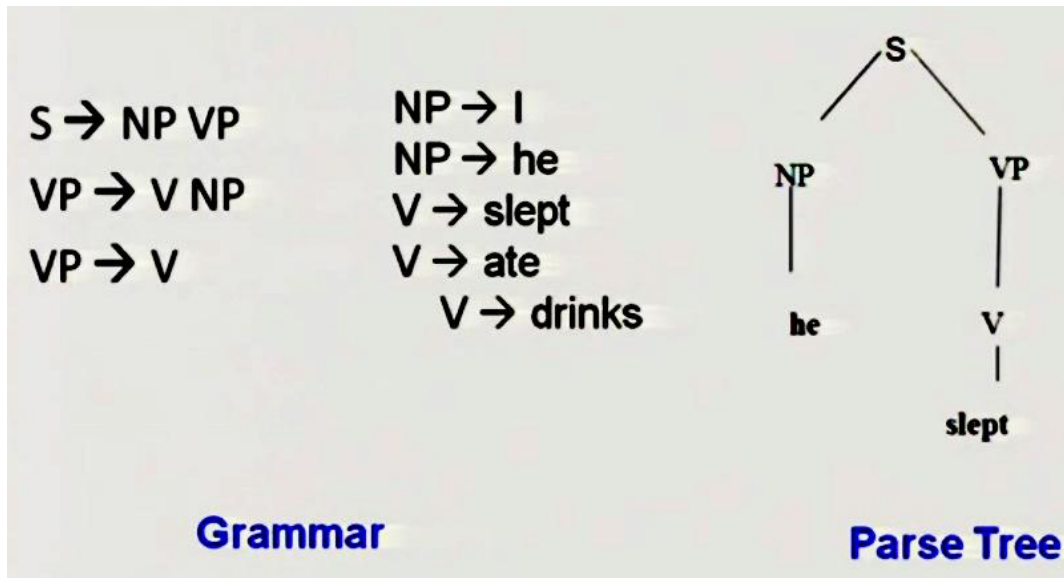 S → NP VP
VP → V NP
VP → V
NP → I
NP → he
V → slept
V → ate
V → drinks
Grammar
S
NP VP
he V
slept
Parse Tree